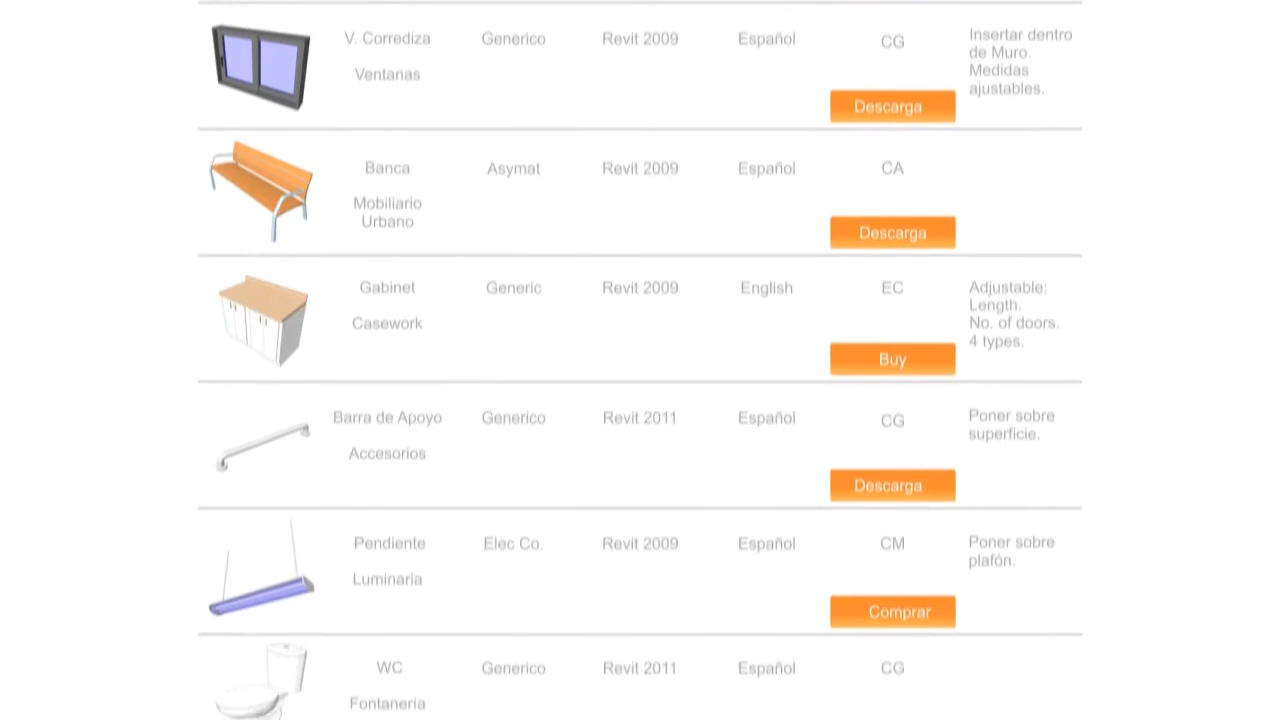 V. Corrediza Generico Revit 2009 Español CG Insertar dentro
de Muro.
Ventanas Medidas
ajustables.
Descarga
Banca Asymat Revit 2009 Español CA
Mobiliario
Urbano
Descarga
Gabinet Generic Revit 2009 English EC Adjustable:
Length.
Casework No. of doors.
4 types.
Buy
Barra de Apoyo Generico Revit 2011 Español CG Poner sobre
superficie.
Accesorios
Descarga
Pendiente Elec Co. Revit 2009 Español CM Poner sobre
plafón.
Luminaria
Comprar
WC Generico Revit 2011 Español CG
Fontaneria